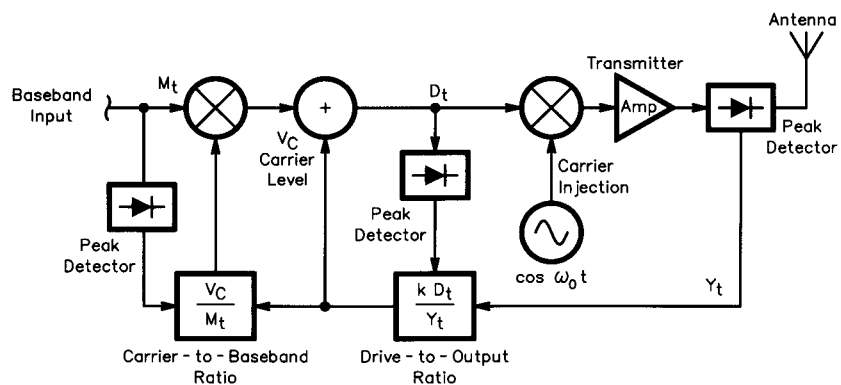 Antenna
Transmitter
Baseband
Input
M_t
+
D_t
Amp
V_C
Carrier
Level
Carrier
Injection
Peak
Detector
Peak
Detector
Peak
Detector
cos ω_0 t
V_C
M_t
k D_t
Y_t
Y_t
Carrier - to - Baseband
Ratio
Drive - to - Output
Ratio